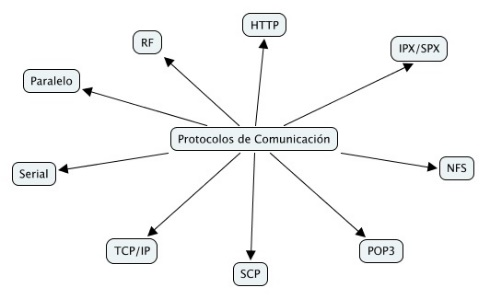 HTTP
RF
IPX/SPX
Paralelo
Protocolos de Comunicación
Serial
NFS
TCP/IP
POP3
SCP